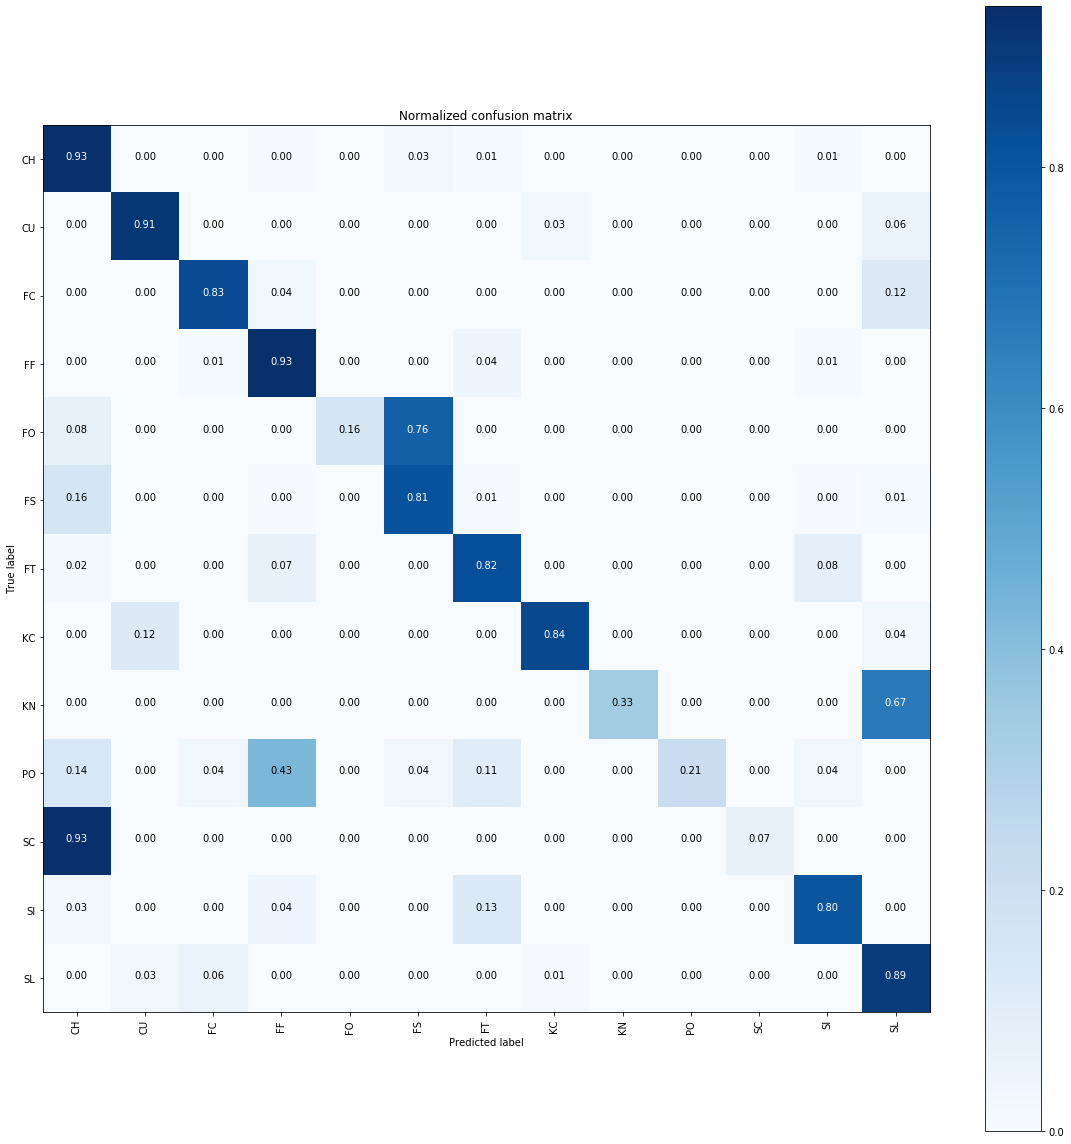 Normalized confusion matrix
CH 0.93 0.00 0.00 0.00 0.00 0.03 0.01 0.00 0.00 0.00 0.00 0.01 0.00
CU 0.00 0.91 0.00 0.00 0.00 0.00 0.00 0.03 0.00 0.00 0.00 0.00 0.06
FC 0.00 0.00 0.83 0.04 0.00 0.00 0.00 0.00 0.00 0.00 0.00 0.00 0.12
FF 0.00 0.00 0.01 0.93 0.00 0.00 0.04 0.00 0.00 0.00 0.00 0.01 0.00
FO 0.08 0.00 0.00 0.00 0.16 0.76 0.00 0.00 0.00 0.00 0.00 0.00 0.00
FS 0.16 0.00 0.00 0.00 0.00 0.81 0.01 0.00 0.00 0.00 0.00 0.00 0.01
FT 0.02 0.00 0.00 0.07 0.00 0.00 0.82 0.00 0.00 0.00 0.00 0.08 0.00
KC 0.00 0.12 0.00 0.00 0.00 0.00 0.00 0.84 0.00 0.00 0.00 0.00 0.04
KN 0.00 0.00 0.00 0.00 0.00 0.00 0.00 0.00 0.33 0.00 0.00 0.00 0.67
PO 0.14 0.00 0.04 0.43 0.00 0.04 0.11 0.00 0.00 0.21 0.00 0.04 0.00
SC 0.93 0.00 0.00 0.00 0.00 0.00 0.00 0.00 0.00 0.00 0.07 0.00 0.00
SI 0.03 0.00 0.00 0.04 0.00 0.00 0.13 0.00 0.00 0.00 0.00 0.80 0.00
SL 0.00 0.03 0.06 0.00 0.00 0.00 0.00 0.01 0.00 0.00 0.00 0.00 0.89
CH CU FC FF FO FS FT KC KN PO SC SI SL
True label
Predicted label
0.8
0.6
0.4
0.2
0.0